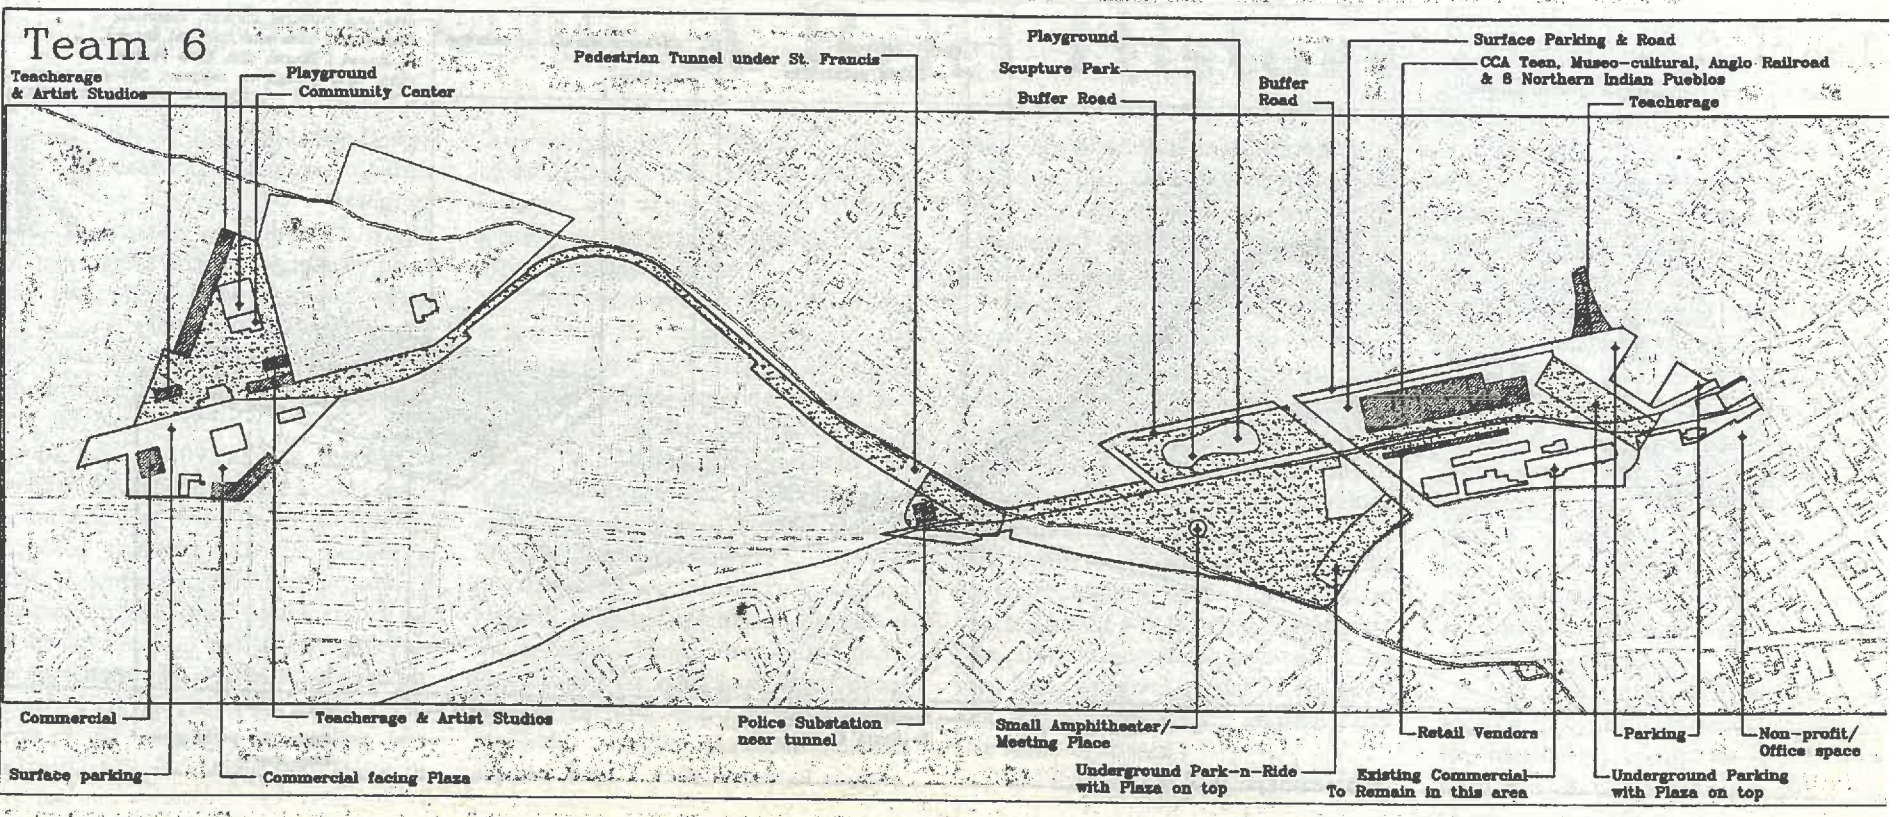 Team 6
Teacherage
& Artist Studios
Playground
Community Center
Pedestrian Tunnel under St. Francis
Playground
Scupture Park
Buffer Road
Buffer
Road
Surface Parking & Road
CCA Teen, Museo-cultural, Anglo Railroad
& 8 Northern Indian Pueblos
Teacherage
Commercial
Surface parking
Teacherage & Artist Studios
Commercial facing Plaza
Police Substation
near tunnel
Small Amphitheater/
Meeting Place
Underground Park-n-Ride
with Plaza on top
Retail Vendors
Existing Commercial
To Remain in this area
Parking
Underground Parking
with Plaza on top
Non-profit/
Office space